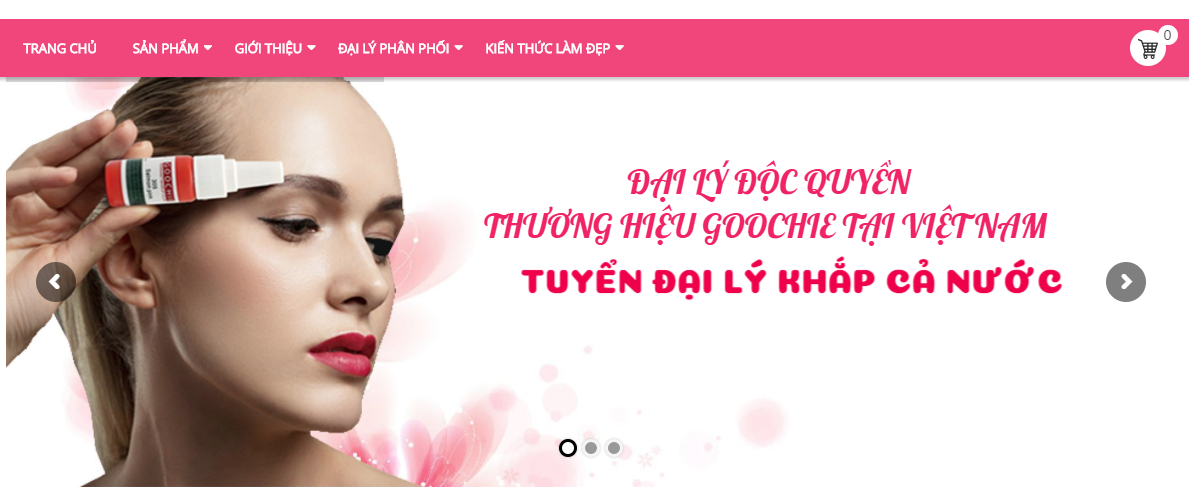 TRANG CHỦ SẢN PHẨM GIỚI THIỆU ĐẠI LÝ PHÂN PHỐI KIẾN THỨC LÀM ĐẸP 0
ĐẠI LÝ ĐỘC QUYỀN
THƯƠNG HIỆU GOOCHIE TẠI VIỆT NAM
TUYỂN ĐẠI LÝ KHẮP CẢ NƯỚC
GOOCHIE